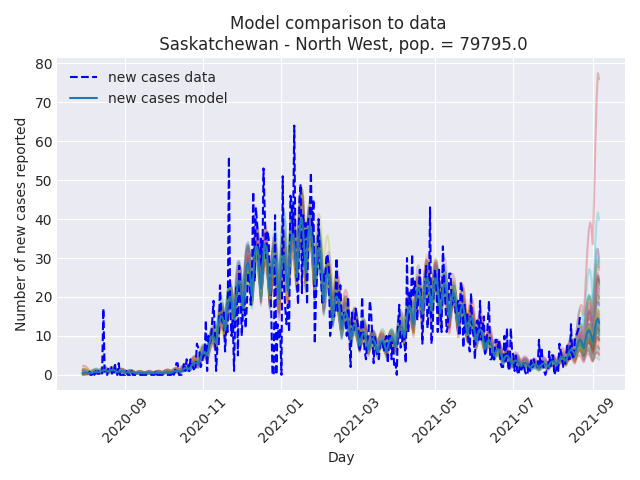 Model comparison to data
Saskatchewan - North West, pop. = 79795.0
80
70
60
50
40
30
20
10
0
Number of new cases reported
new cases data
new cases model
2020-09
2020-11
2021-01
2021-03
2021-05
2021-07
2021-09
Day